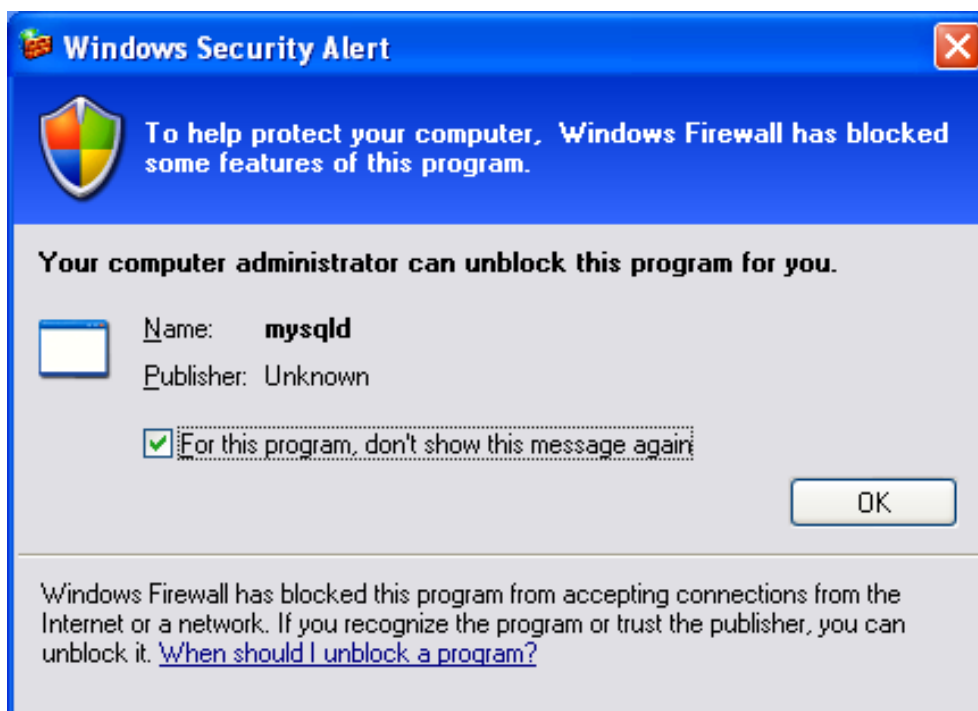 Windows Security Alert
To help protect your computer,  Windows Firewall has blocked
some features of this program.
Your computer administrator can unblock this program for you.
Name: mysqld
Publisher: Unknown
For this program, don't show this message again
OK
Windows Firewall has blocked this program from accepting connections from the
Internet or a network. If you recognize the program or trust the publisher, you can
unblock it. When should I unblock a program?